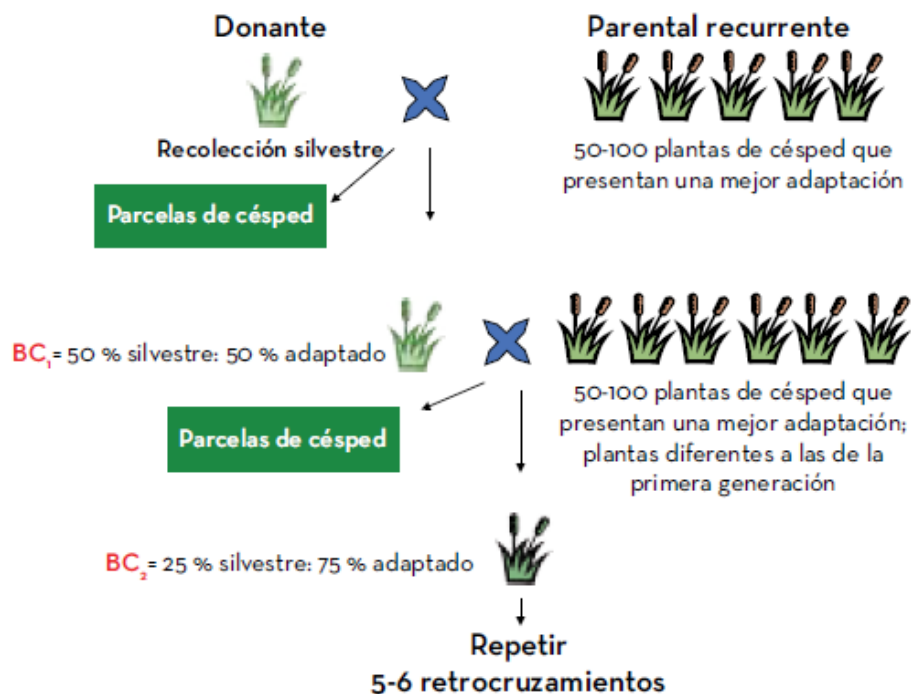 Donante
Parental recurrente
Recolección silvestre
50-100 plantas de césped que
presentan una mejor adaptación
Parcelas de césped
BC₁= 50 % silvestre: 50 % adaptado
50-100 plantas de césped que
presentan una mejor adaptación;
plantas diferentes a las de la
primera generación
Parcelas de césped
BC₂= 25 % silvestre: 75 % adaptado
Repetir
5-6 retrocruzamientos